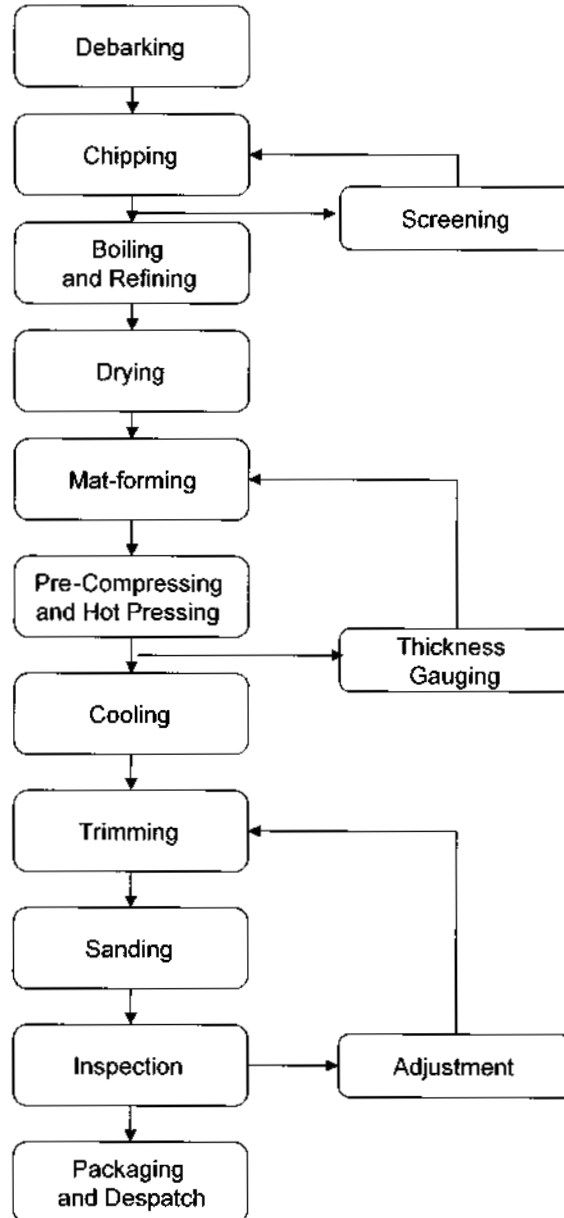 Debarking
Chipping
Screening
Boiling
and Refining
Drying
Mat-forming
Pre-Compressing
and Hot Pressing
Thickness
Gauging
Cooling
Trimming
Sanding
Inspection
Adjustment
Packaging
and Despatch